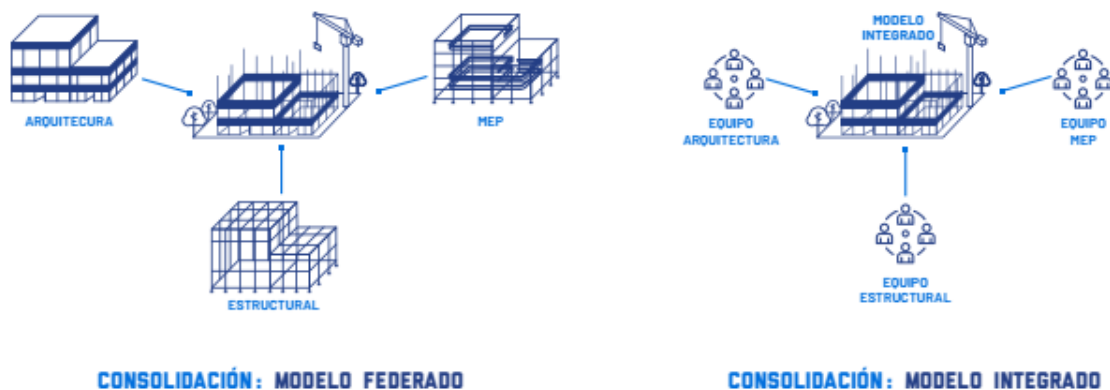 ARQUITECURA
MEP
ESTRUCTURAL
CONSOLIDACIÓN: MODELO FEDERADO
MODELO
INTEGRADO
EQUIPO
ARQUITECTURA
EQUIPO
MEP
EQUIPO
ESTRUCTURAL
CONSOLIDACIÓN: MODELO INTEGRADO